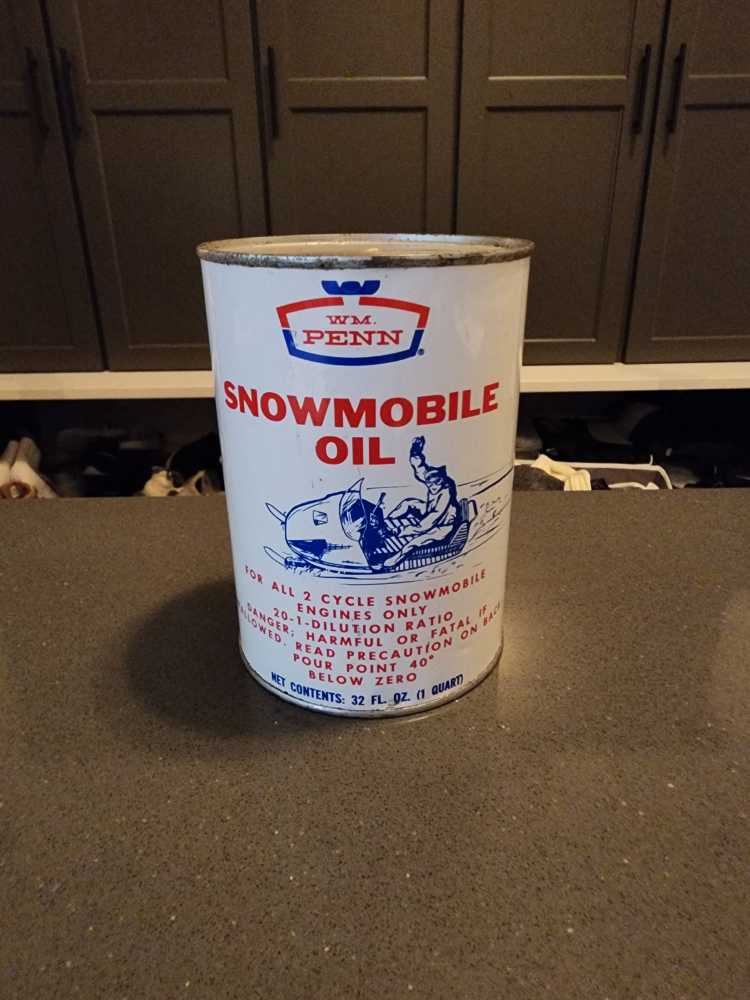 WM.
PENN®
SNOWMOBILE
OIL
FOR ALL 2 CYCLE SNOWMOBILE
ENGINES ONLY
20-1-DILUTION RATIO
DANGER; HARMFUL OR FATAL IF
ALLOWED. READ PRECAUTION ON BACK
POUR POINT 40°
BELOW ZERO
NET CONTENTS: 32 FL. OZ. (1 QUART)